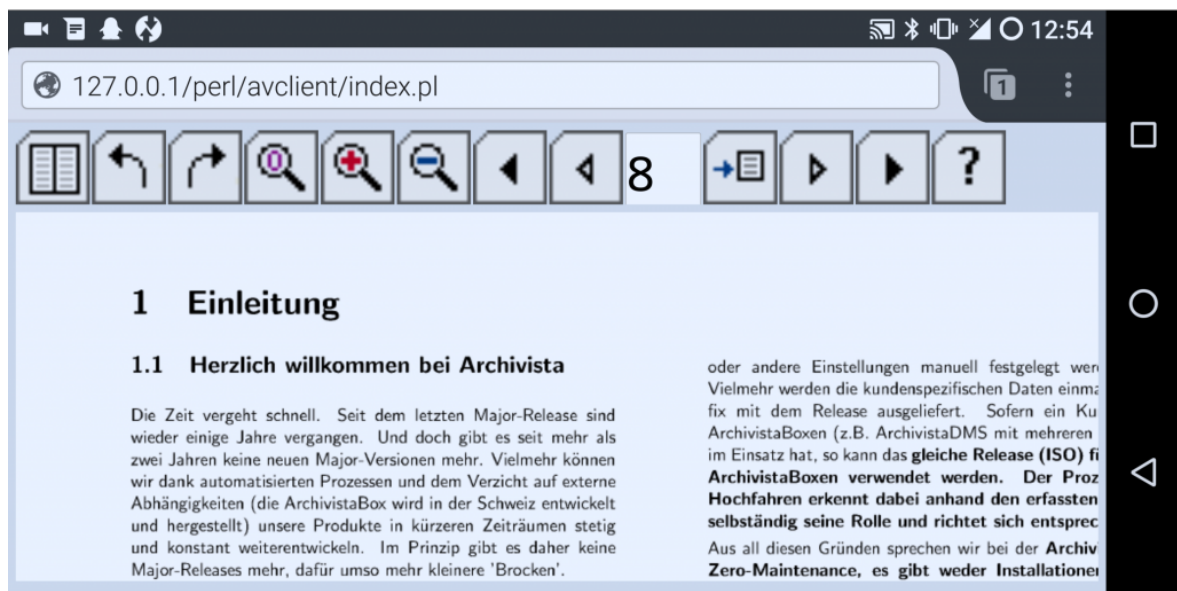 12:54
127.0.0.1/perl/avclient/index.pl
1
0
8
?
1 Einleitung
1.1 Herzlich willkommen bei Archivista
Die Zeit vergeht schnell. Seit dem letzten Major-Release sind
wieder einige Jahre vergangen. Und doch gibt es seit mehr als
zwei Jahren keine neuen Major-Versionen mehr. Vielmehr können
wir dank automatisierten Prozessen und dem Verzicht auf externe
Abhängigkeiten (die ArchivistaBox wird in der Schweiz entwickelt
und hergestellt) unsere Produkte in kürzeren Zeiträumen stetig
und konstant weiterentwickeln. Im Prinzip gibt es daher keine
Major-Releases mehr, dafür umso mehr kleinere 'Brocken'.
oder andere Einstellungen manuell festgelegt wer
Vielmehr werden die kundenspezifischen Daten einma
fix mit dem Release ausgeliefert. Sofern ein Ku
ArchivistaBoxen (z.B. ArchivistaDMS mit mehreren
im Einsatz hat, so kann das gleiche Release (ISO) fi
ArchivistaBoxen verwendet werden. Der Proz
Hochfahren erkennt dabei anhand den erfassten
selbständig seine Rolle und richtet sich entsprec
Aus all diesen Gründen sprechen wir bei der Archiv
Zero-Maintenance, es gibt weder Installatione